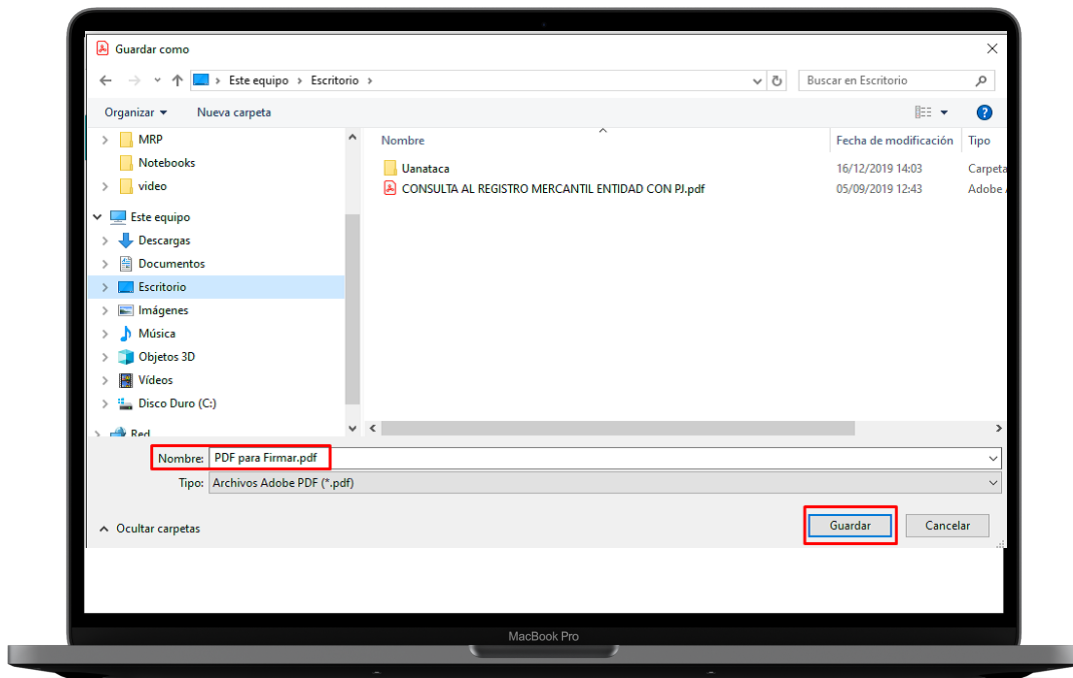 Guardar como
Este equipo > Escritorio >
Buscar en Escritorio
Organizar
Nueva carpeta
MRP
Notebooks
video
Este equipo
Descargas
Documentos
Escritorio
Imágenes
Música
Objetos 3D
Vídeos
Disco Duro (C:)
Red
Nombre
Fecha de modificación
Tipo
Uanataca
16/12/2019 14:03
Carpeta
CONSULTA AL REGISTRO MERCANTIL ENTIDAD CON PJ.pdf
05/09/2019 12:43
Adobe
Nombre: PDF para Firmar.pdf
Tipo: Archivos Adobe PDF (*.pdf)
Ocultar carpetas
Guardar
Cancelar
MacBook Pro